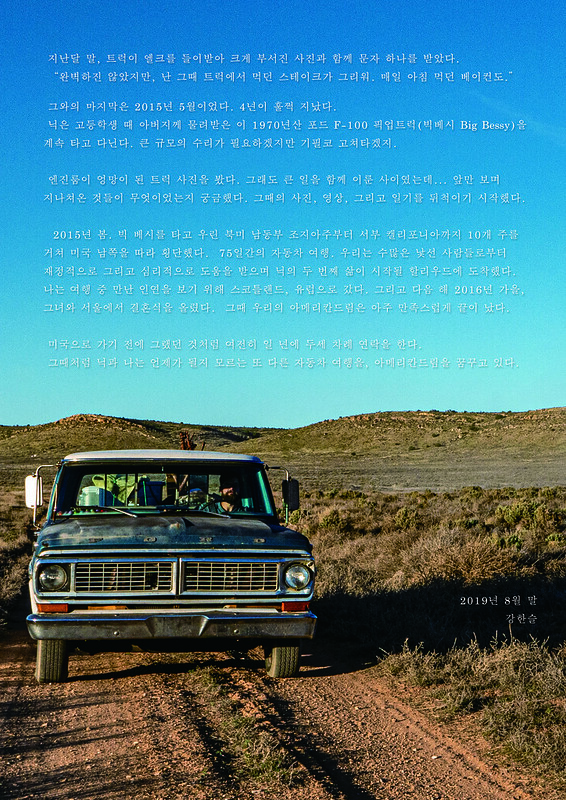 지난달 말, 트럭이 엘크를 들이받아 크게 부서진 사진과 함께 문자 하나를 받았다.
"완벽하진 않았지만, 난 그때 트럭에서 먹던 스테이크가 그리워. 매일 아침 먹던 베이컨도."
그와의 마지막은 2015년 5월이었다. 4년이 훌쩍 지났다.
닉은 고등학생 때 아버지께 물려받은 이 1970년산 포드 F-100 픽업트럭(빅베시 Big Bessy)을
계속 타고 다닌다. 큰 규모의 수리가 필요하겠지만 기필코 고쳐타겠지.
엔진룸이 엉망이 된 트럭 사진을 봤다. 그래도 큰 일을 함께 이룬 사이였는데... 앞만 보며
지나쳐온 것들이 무엇이었는지 궁금했다. 그때의 사진, 영상, 그리고 일기를 뒤적이기 시작했다.
2015년 봄. 빅 베시를 타고 우린 북미 남동부 조지아주부터 서부 캘리포니아까지 10개 주를
거쳐 미국 남쪽을 따라 횡단했다. 75일간의 자동차 여행. 우리는 수많은 낯선 사람들로부터
재정적으로 그리고 심리적으로 도움을 받으며 닉의 두 번째 삶이 시작될 할리우드에 도착했다.
나는 여행 중 만난 인연을 보기 위해 스코틀랜드, 유럽으로 갔다. 그리고 다음 해 2016년 가을,
그녀와 서울에서 결혼식을 올렸다. 그때 우리의 아메리칸드림은 아주 만족스럽게 끝이 났다.
미국으로 가기 전에 그랬던 것처럼 여전히 일 년에 두세 차례 연락을 한다.
그때처럼 닉과 나는 언제가 될지 모르는 또 다른 자동차 여행을, 아메리칸드림을 꿈꾸고 있다.
FORD
2019년 8월 말
강한슬